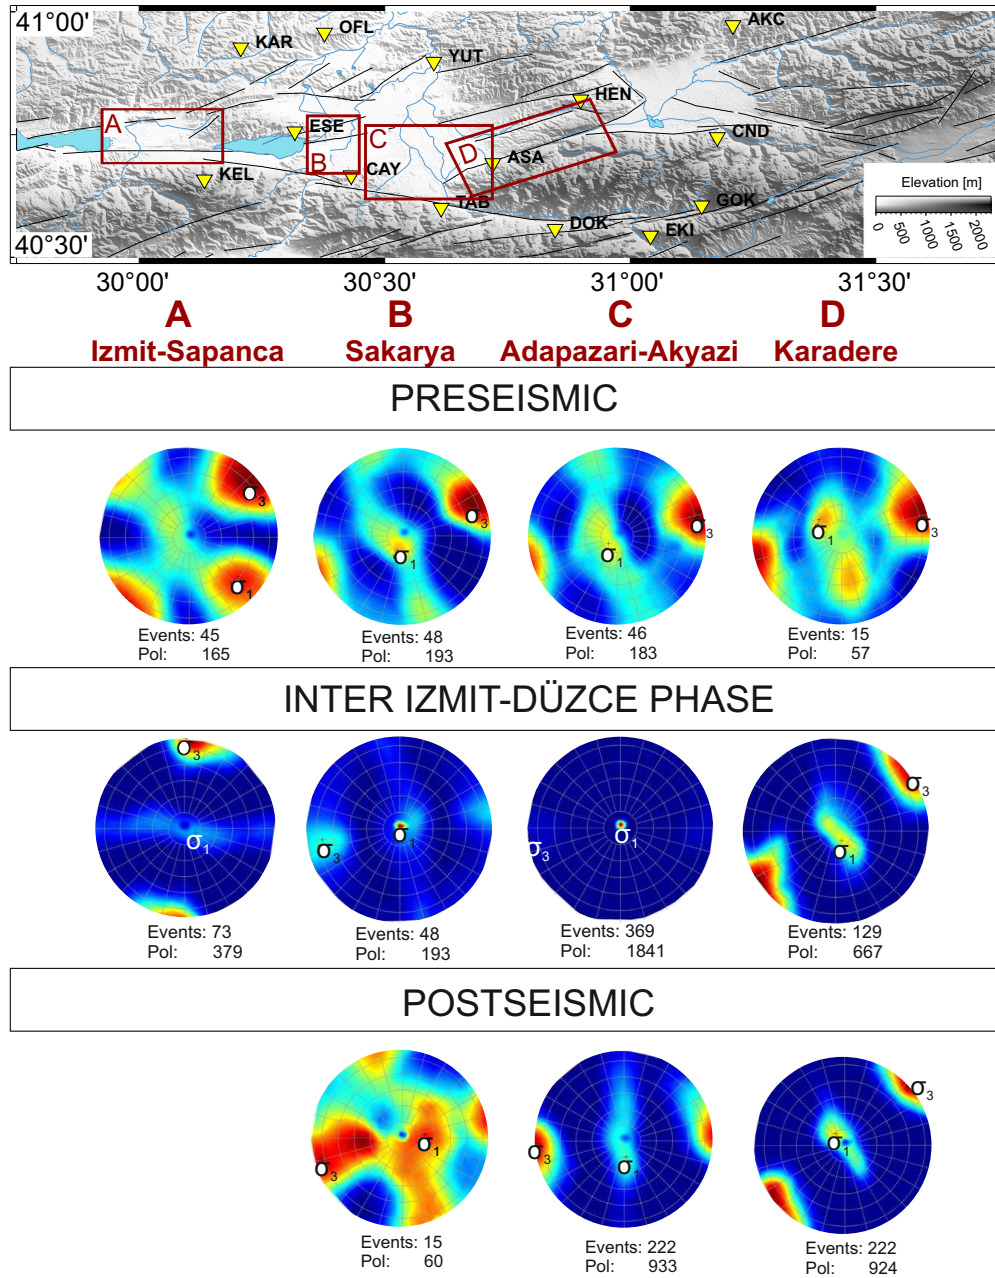 41°00'
OFL
AKC
KAR
YUT
HEN
A
ESE
C
CND
B
D
ASA
CAY
KEL
TAB
GOK
DOK
EKI
Elevation [m]
0 500 1000 1500 2000
40°30'
30°00' 30°30' 31°00' 31°30'
A B C D
Izmit-Sapanca Sakarya Adapazari-Akyazi Karadere
PRESEISMIC
σ3 σ1
σ3 σ1
σ3 σ1
σ3 σ1
Events: 45
Pol: 165
Events: 48
Pol: 193
Events: 46
Pol: 183
Events: 15
Pol: 57
INTER IZMIT-DÜZCE PHASE
σ3 σ1
σ1 σ3
σ1 σ3
σ3 σ1
Events: 73
Pol: 379
Events: 48
Pol: 193
Events: 369
Pol: 1841
Events: 129
Pol: 667
POSTSEISMIC
σ1 σ3
σ3 σ1
σ3 σ1
Events: 15
Pol: 60
Events: 222
Pol: 933
Events: 222
Pol: 924